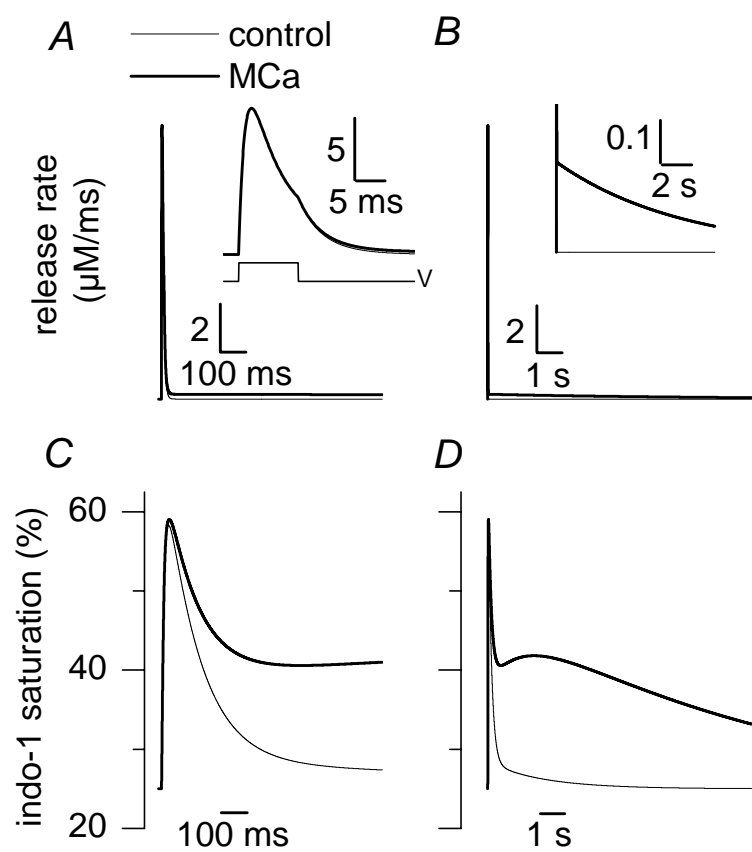 A
control
MCa
B
5
5 ms
0.1
2 s
V
release rate
(µM/ms)
2
100 ms
2
1 s
C
D
indo-1 saturation (%)
60
40
20
100 ms
1 s